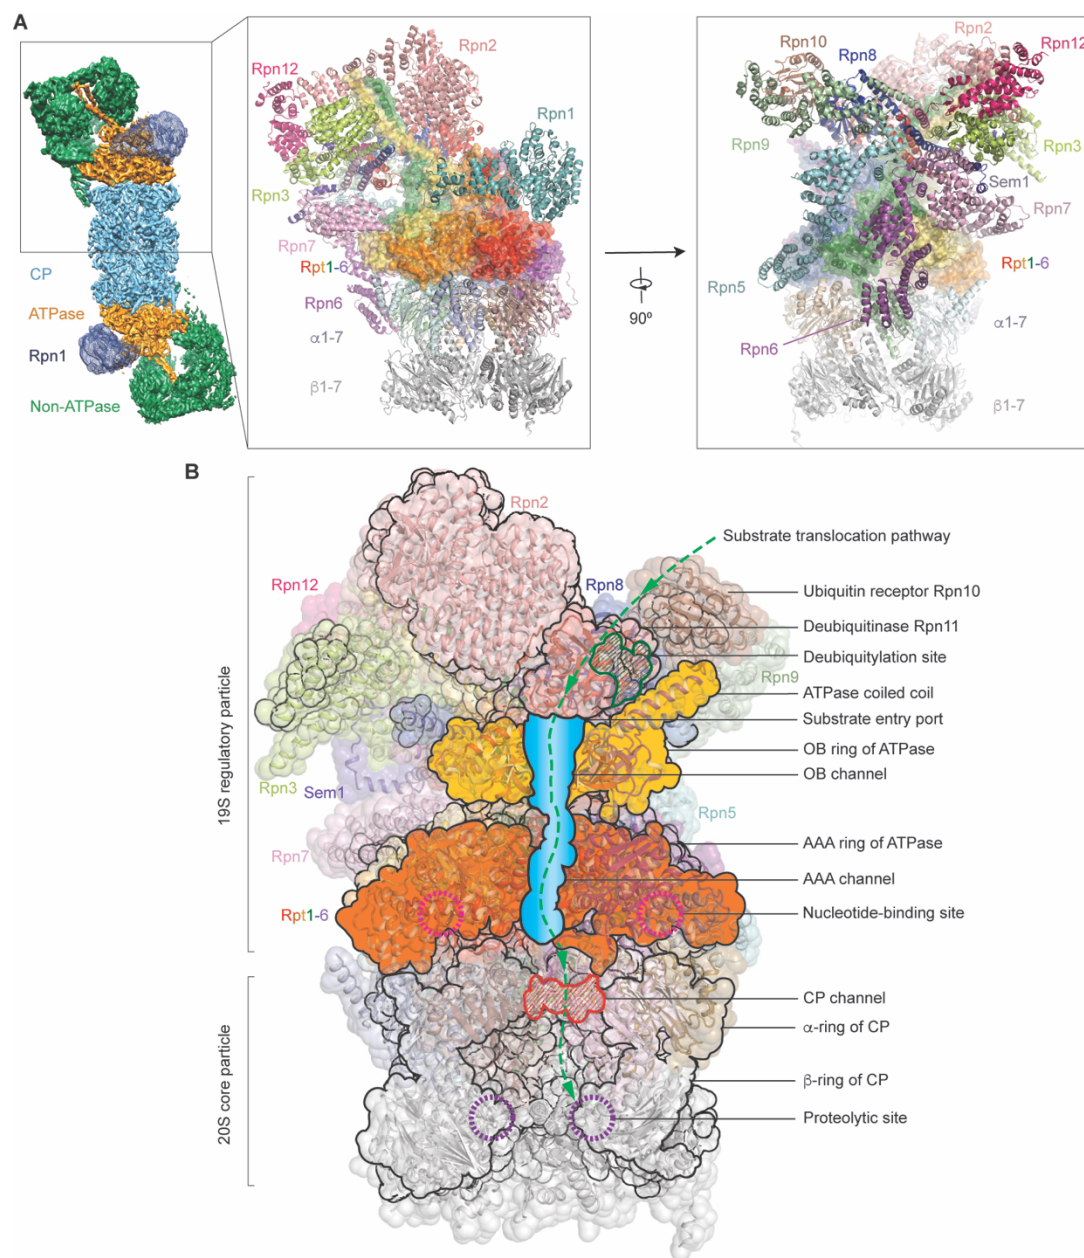 A
CP
ATPase
Rpn1
Non-ATPase
Rpn2
Rpn12
Rpn1
Rpn3
Rpn7
Rpt1-6
Rpn6
α1-7
β1-7
90º
Rpn2
Rpn10
Rpn8
Rpn12
Rpn9
Rpn3
Sem1
Rpn7
Rpn5
Rpt1-6
Rpn6
α1-7
β1-7
B
19S regulatory particle
20S core particle
Rpn2
Substrate translocation pathway
Rpn12
Rpn8
Ubiquitin receptor Rpn10
Deubiquitinase Rpn11
Deubiquitylation site
Rpn9
ATPase coiled coil
Substrate entry port
OB ring of ATPase
OB channel
Rpn3
Sem1
Rpn5
Rpn7
AAA ring of ATPase
AAA channel
Rpt1-6
Nucleotide-binding site
CP channel
α-ring of CP
β-ring of CP
Proteolytic site